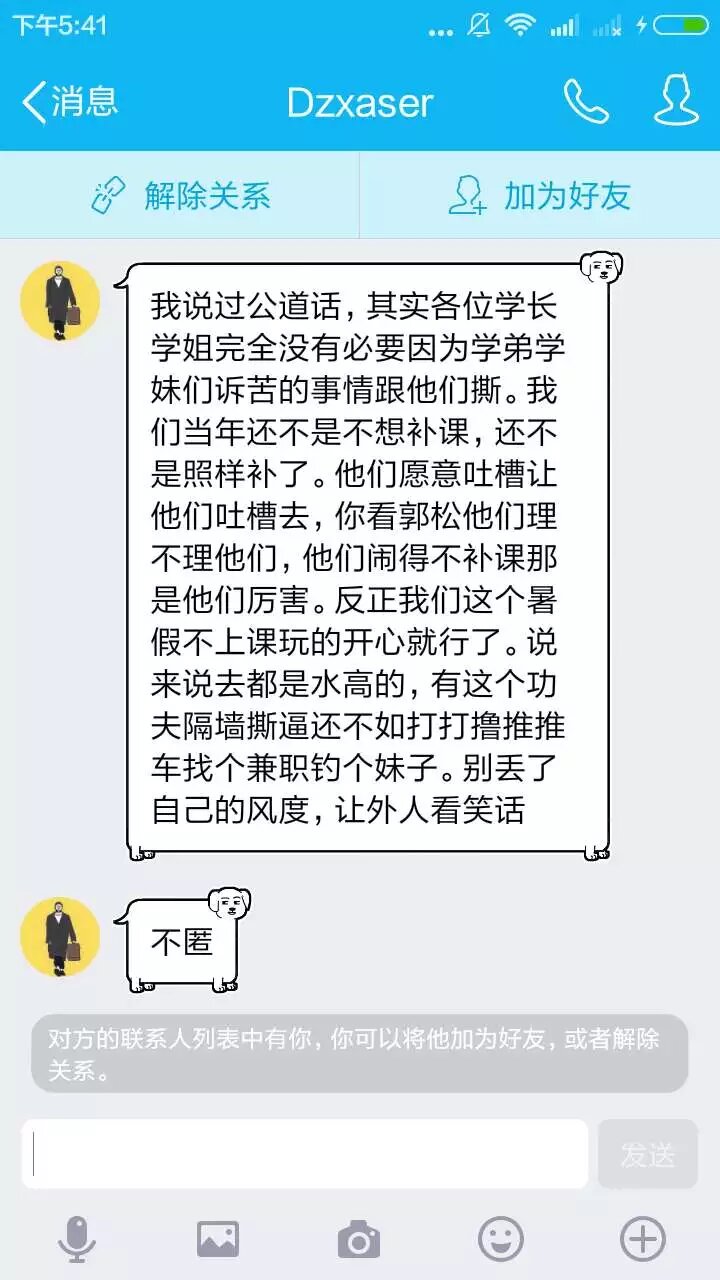 下午5:41
消息
Dzxaser
解除关系
加为好友
我说过公道话，其实各位学长
学姐完全没有必要因为学弟学
妹们诉苦的事情跟他们撕。我
们当年还不是不想补课，还不
是照样补了。他们愿意吐槽让
他们吐槽去，你看郭松他们理
不理他们，他们闹得不补课那
是他们厉害。反正我们这个暑
假不上课玩的开心就行了。说
来说去都是水高的，有这个功
夫隔墙撕逼还不如打打撸推推
车找个兼职钓个妹子。别丢了
自己的风度，让外人看笑话
不匿
对方的联系人列表中有你，你可以将他加为好友，或者解除
关系。
发送